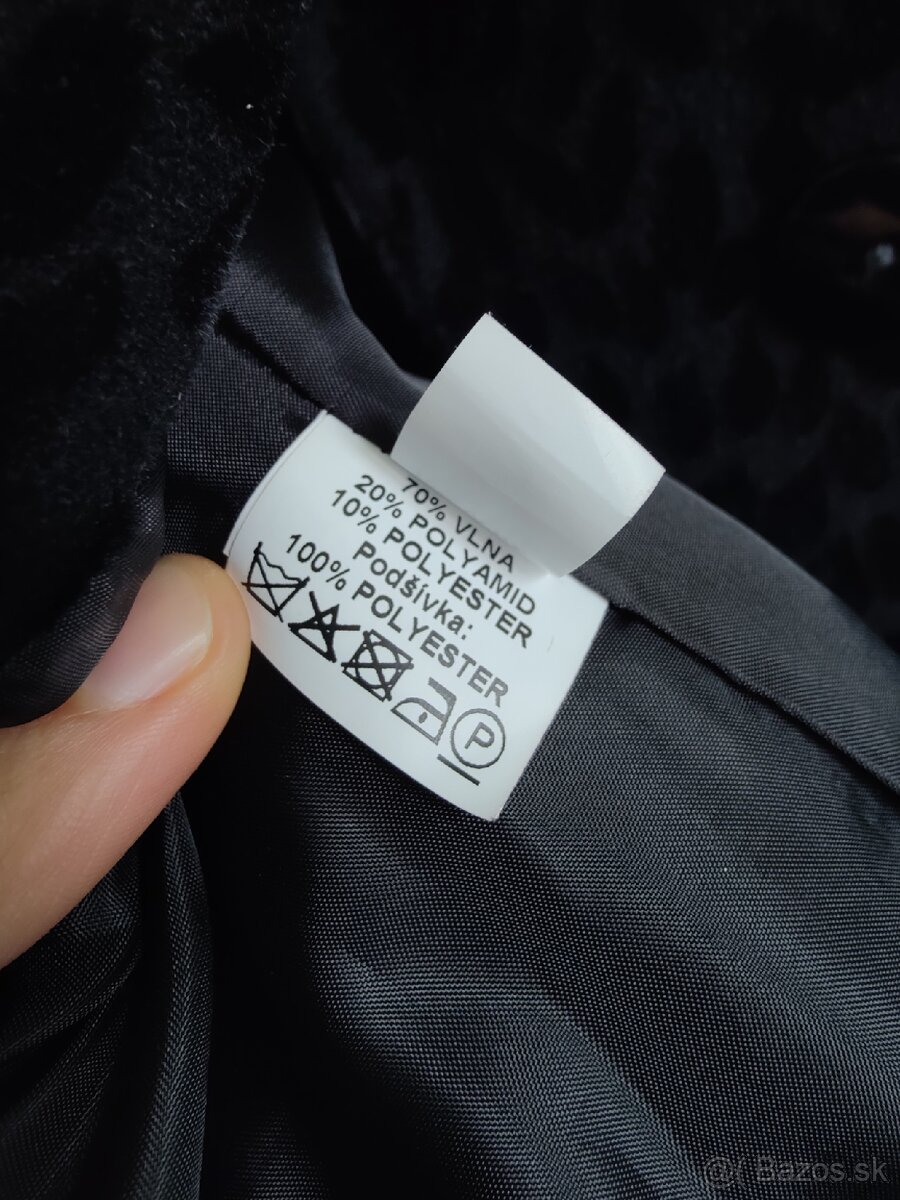 70% VLNA
20% POLYAMID
10% POLYESTER
Podšívka:
100% POLYESTER
P
@( Bazos.sk